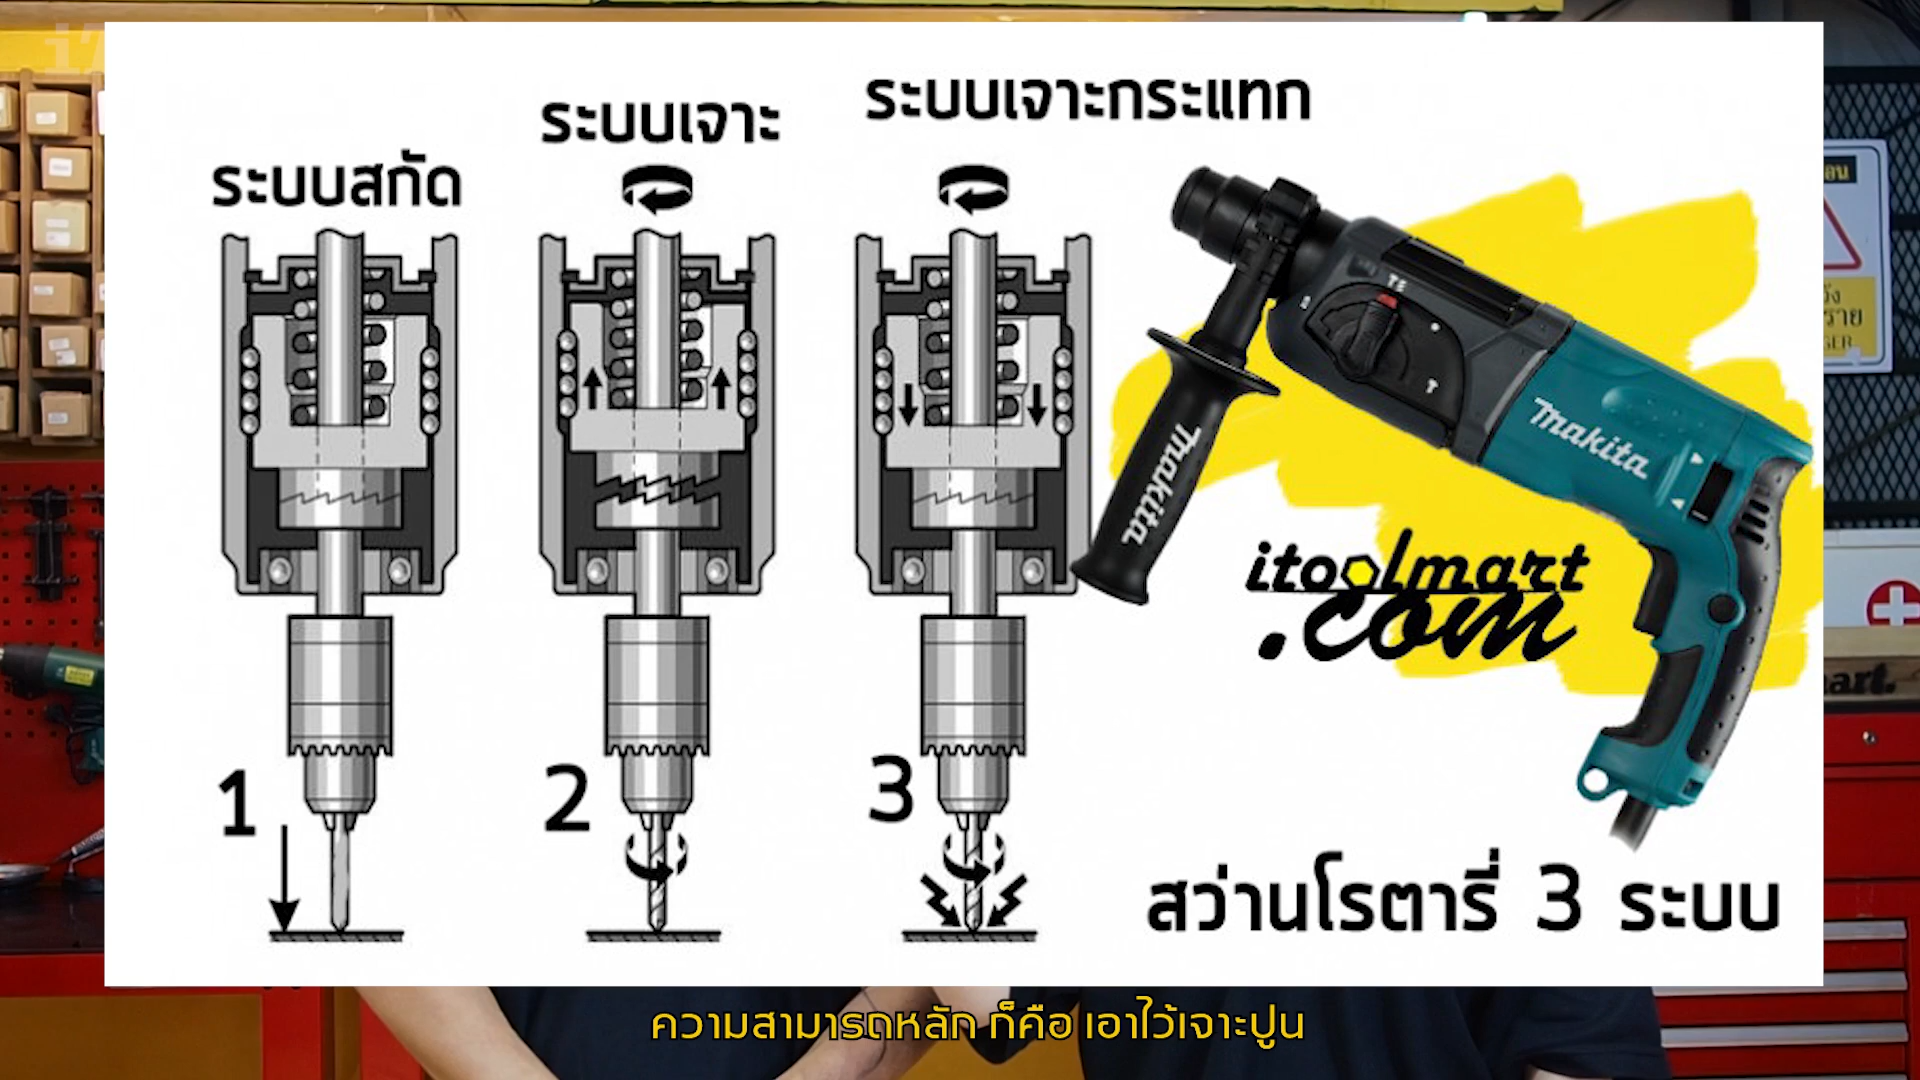 ระบบสกัด
ระบบเจาะ
ระบบเจาะกระแทก
1
2
3
makita
makita
itoolmart
.com
สว่านโรตารี่ 3 ระบบ
art.
ความสามารถหลัก ก็คือ เอาไว้เจาะปูน